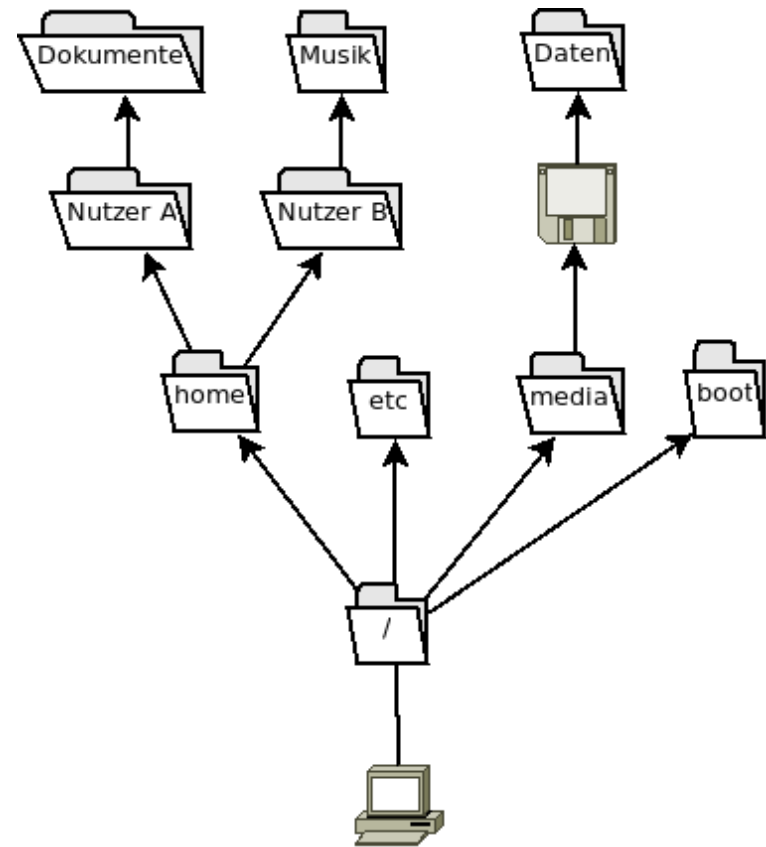 Dokumente
Musik
Daten
Nutzer A
Nutzer B
home
etc
media
boot
/